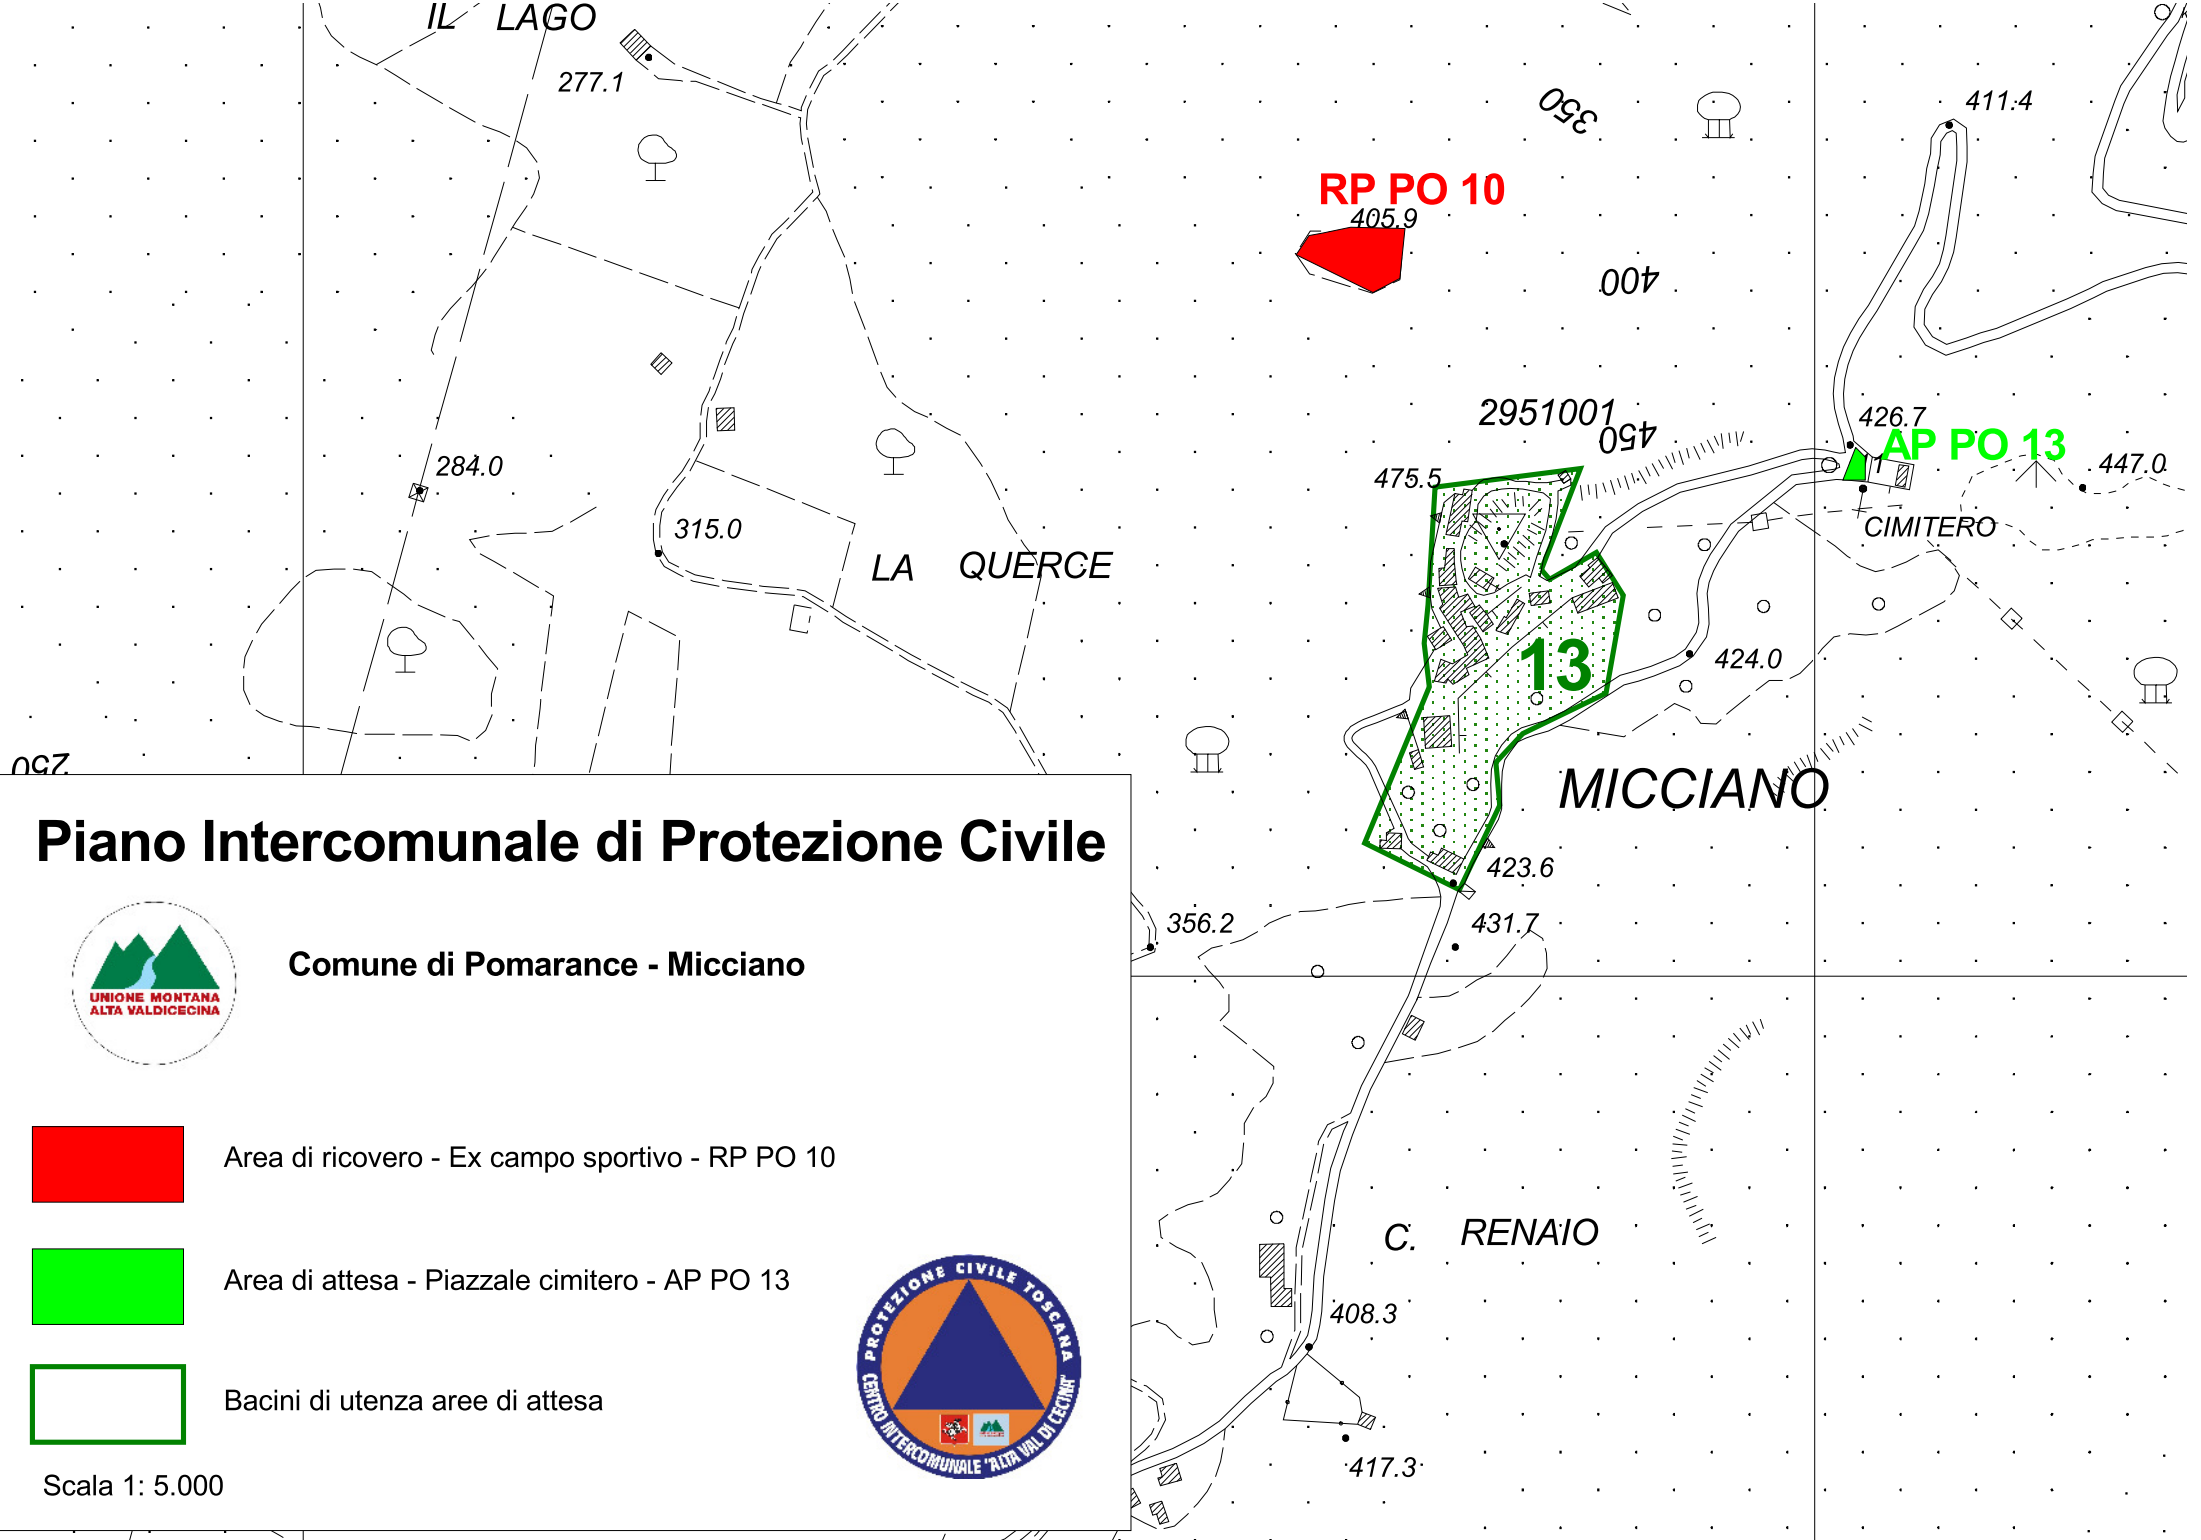 IL LAGO
277.1
350
411.4
RP PO 10
405.9
400
2951001
450
426.7
AP PO 13
11
447.0
475.5
284.0
315.0
CIMITERO
LA QUERCE
13
424.0
250
MICCIANO
423.6
356.2
431.7
C. RENAIO
408.3
417.3
Piano Intercomunale di Protezione Civile
Comune di Pomarance - Micciano
UNIONE MONTANA
ALTA VALDICECINA
Area di ricovero - Ex campo sportivo - RP PO 10
Area di attesa - Piazzale cimitero - AP PO 13
Bacini di utenza aree di attesa
Scala 1: 5.000
PROTEZIONE CIVILE TOSCANA
CENTRO INTERCOMUNALE "ALTA VAL DI CECINA"